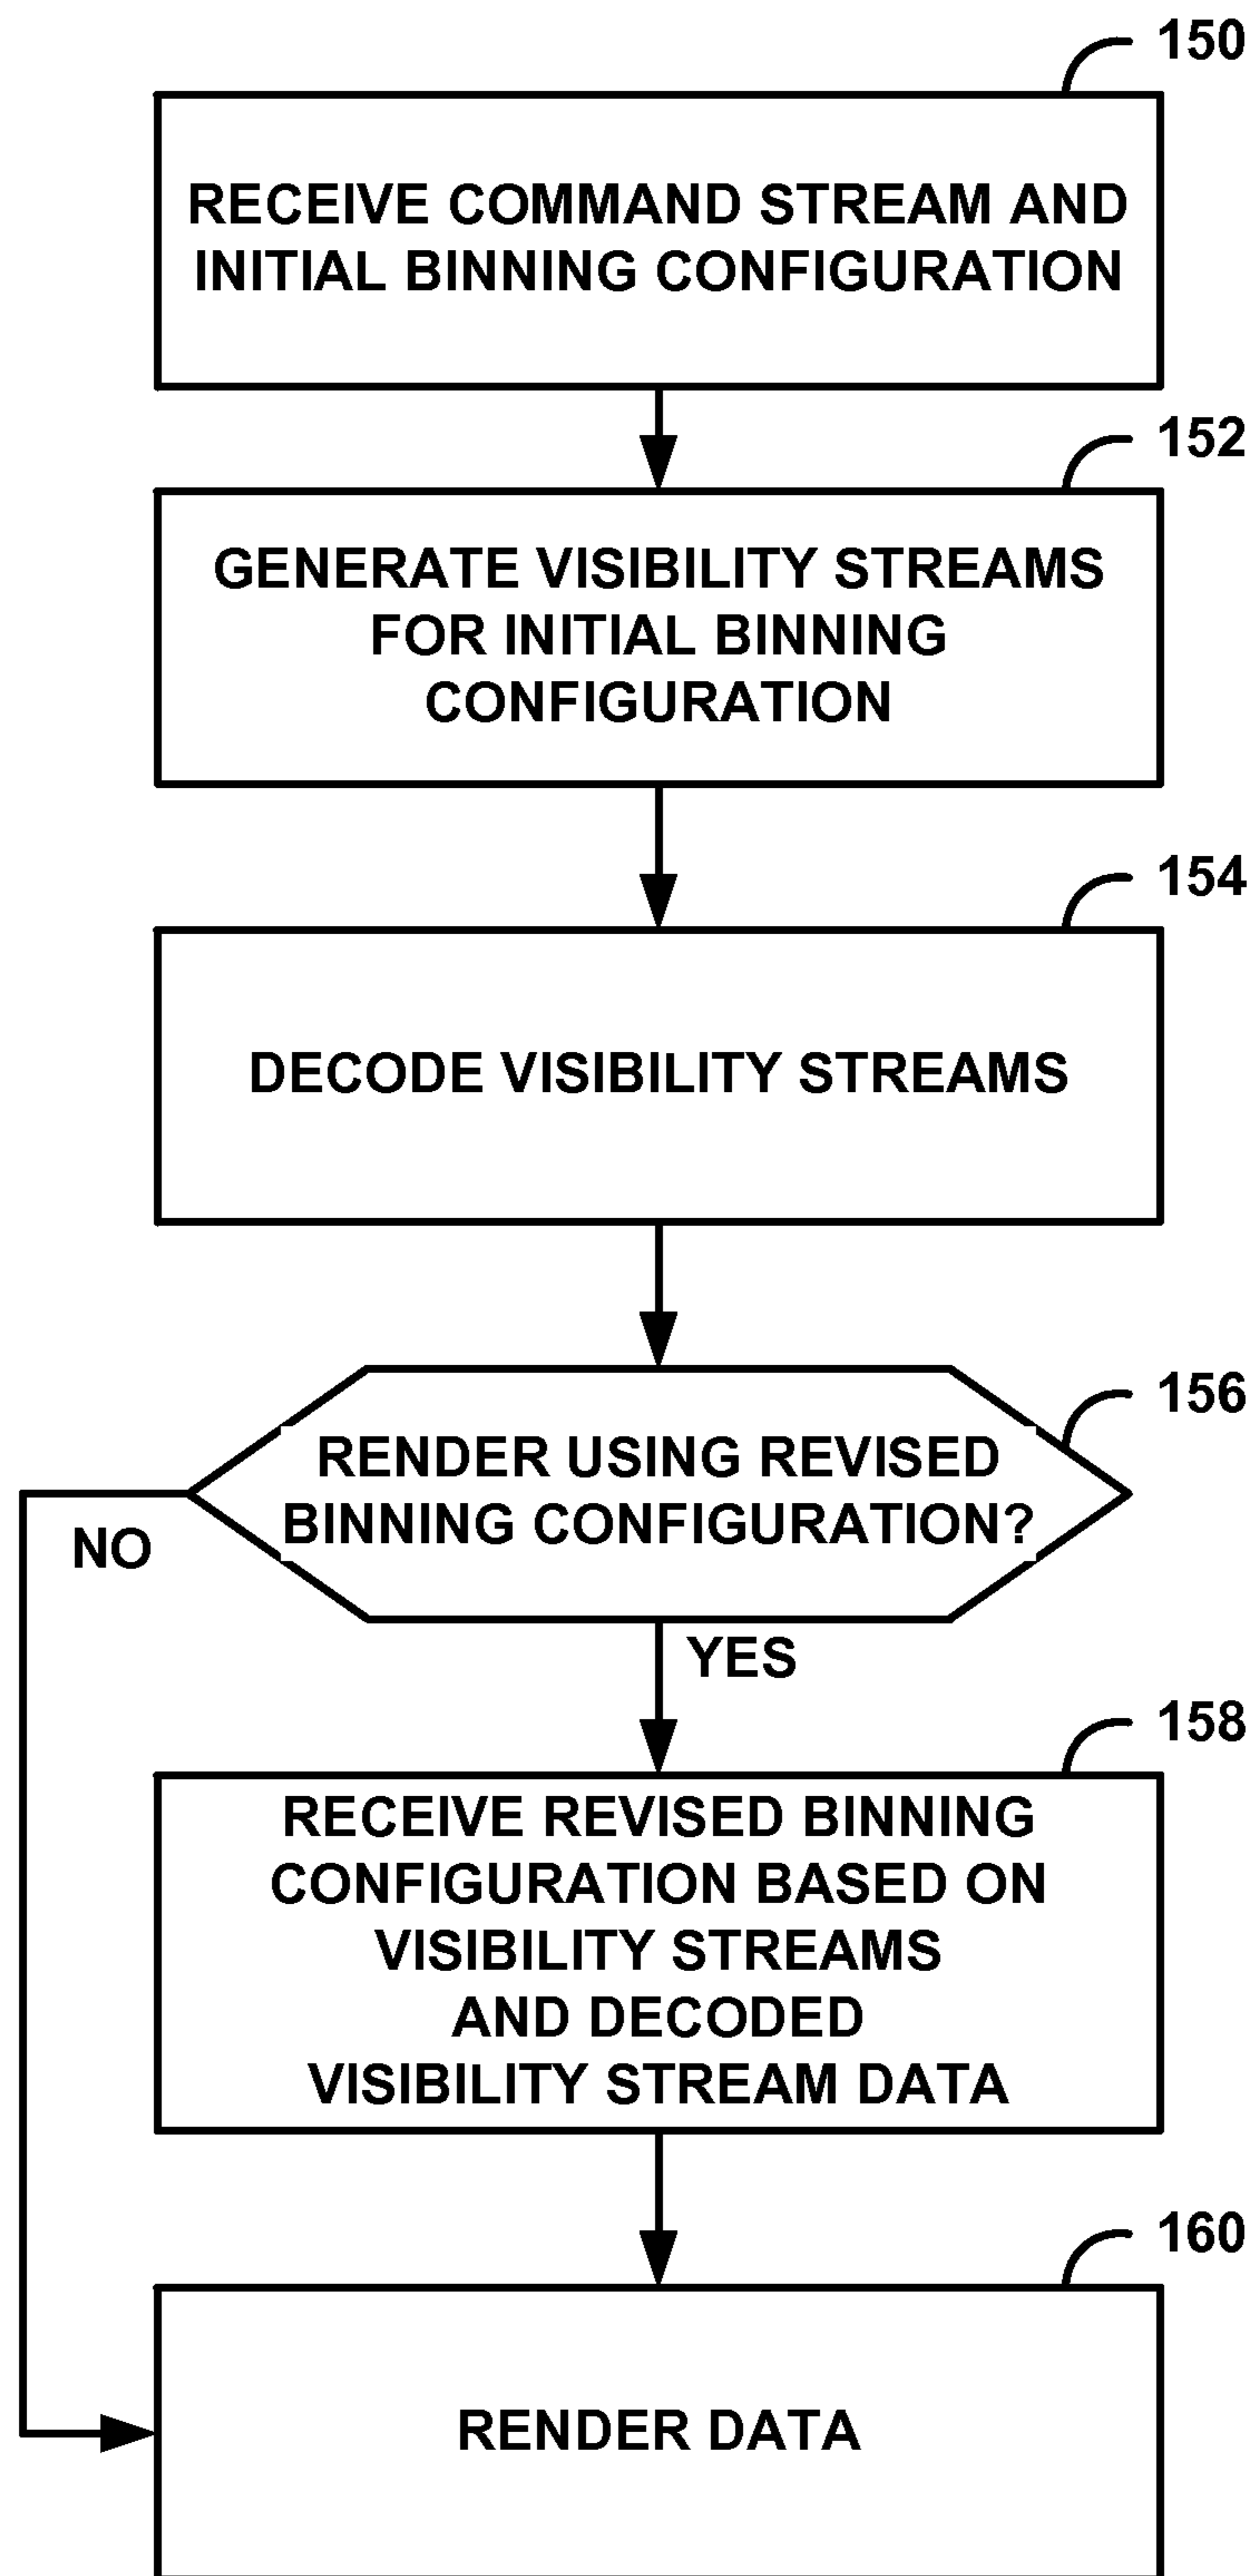 150
RECEIVE COMMAND STREAM AND
INITIAL BINNING CONFIGURATION
152
GENERATE VISIBILITY STREAMS
FOR INITIAL BINNING
CONFIGURATION
154
DECODE VISIBILITY STREAMS
156
RENDER USING REVISED
BINNING CONFIGURATION?
NO
YES
158
RECEIVE REVISED BINNING
CONFIGURATION BASED ON
VISIBILITY STREAMS
AND DECODED
VISIBILITY STREAM DATA
160
RENDER DATA